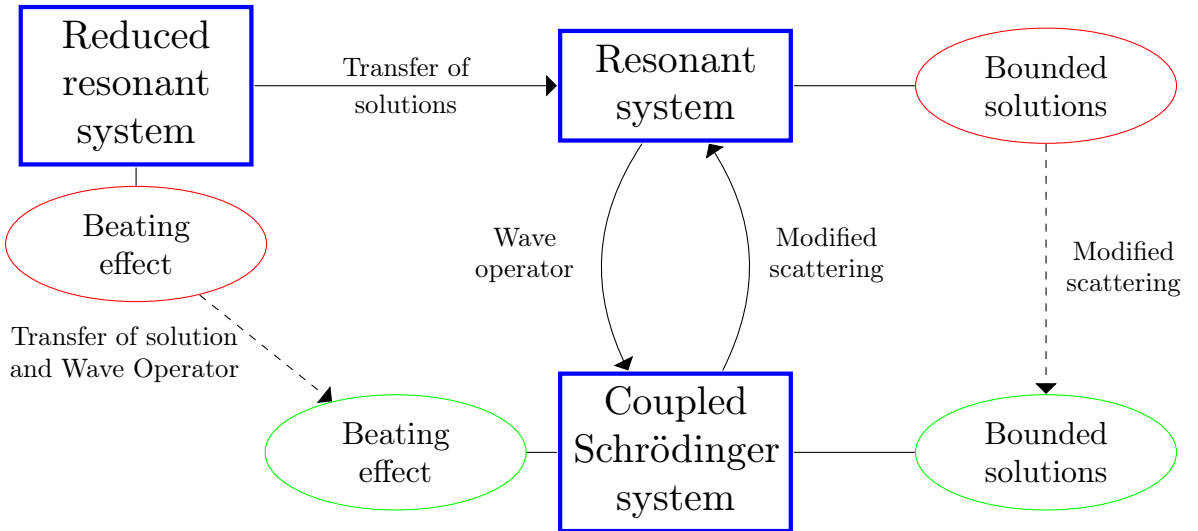 Reduced
resonant
system
Transfer of
solutions
Resonant
system
Bounded
solutions
Beating
effect
Wave
operator
Modified
scattering
Modified
scattering
Transfer of solution
and Wave Operator
Beating
effect
Coupled
Schrödinger
system
Bounded
solutions